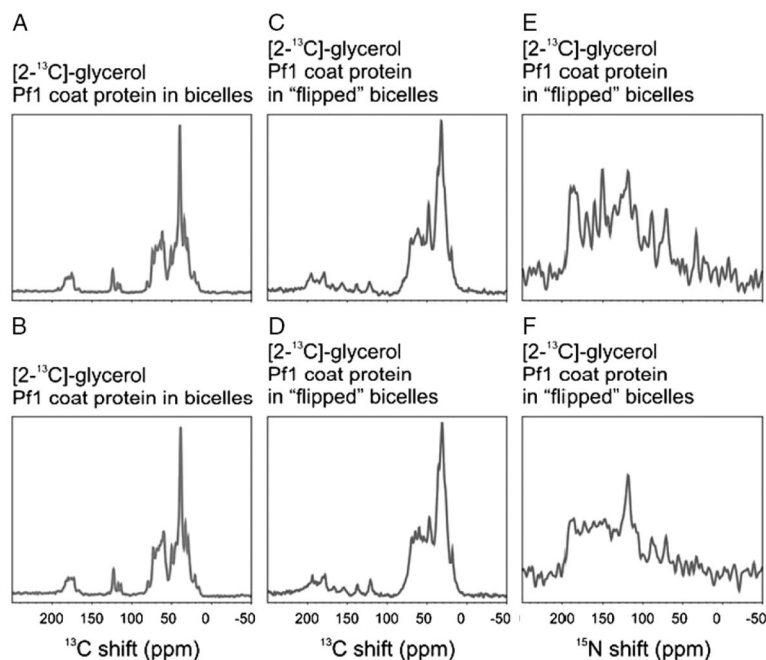 A
[2-¹³C]-glycerol
Pf1 coat protein in bicelles
C
[2-¹³C]-glycerol
Pf1 coat protein
in "flipped" bicelles
E
[2-¹³C]-glycerol
Pf1 coat protein
in "flipped" bicelles
B
[2-¹³C]-glycerol
Pf1 coat protein in bicelles
D
[2-¹³C]-glycerol
Pf1 coat protein
in "flipped" bicelles
F
[2-¹³C]-glycerol
Pf1 coat protein
in "flipped" bicelles
200 150 100 50 0 -50
¹³C shift (ppm)
200 150 100 50 0 -50
¹³C shift (ppm)
200 150 100 50 0 -50
¹⁵N shift (ppm)